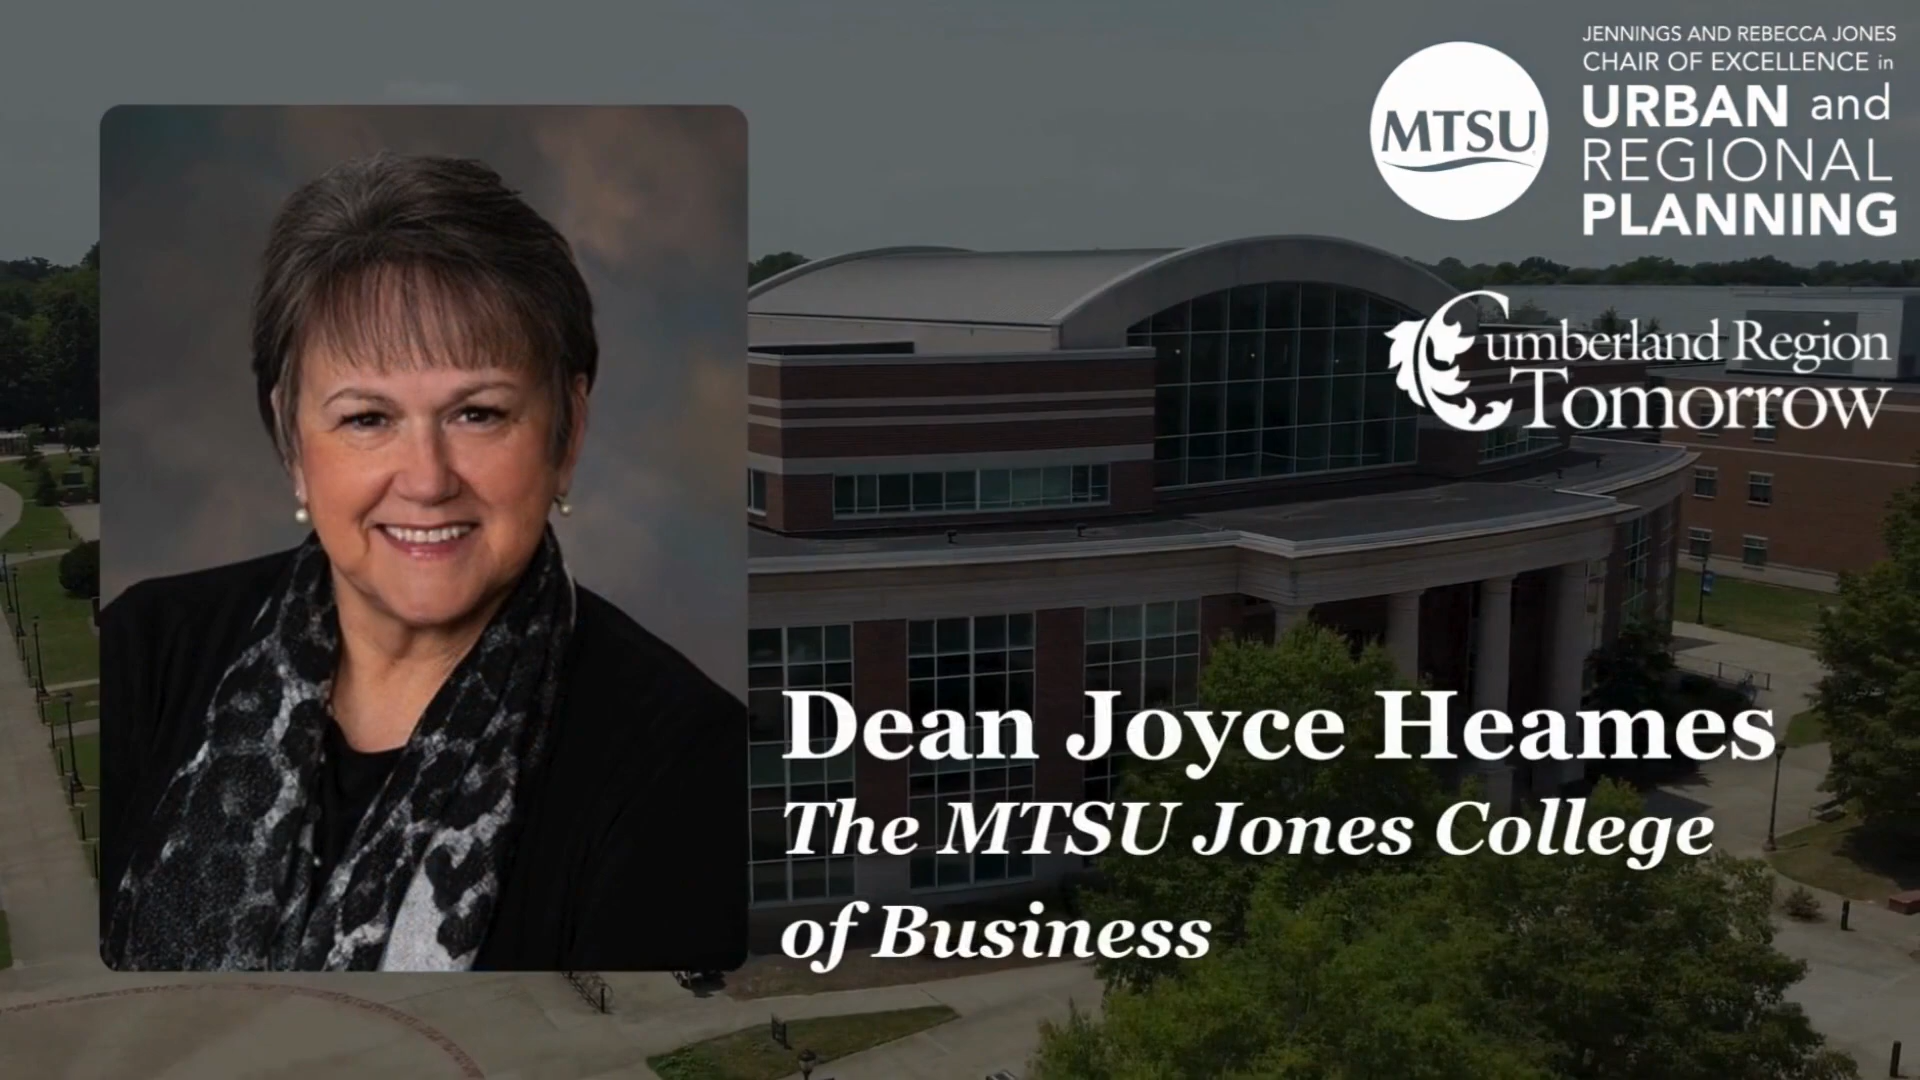 JENNINGS AND REBECCA JONES
CHAIR OF EXCELLENCE in
URBAN and
REGIONAL
PLANNING
MTSU
Cumberland Region
Tomorrow
Dean Joyce Heames
The MTSU Jones College
of Business